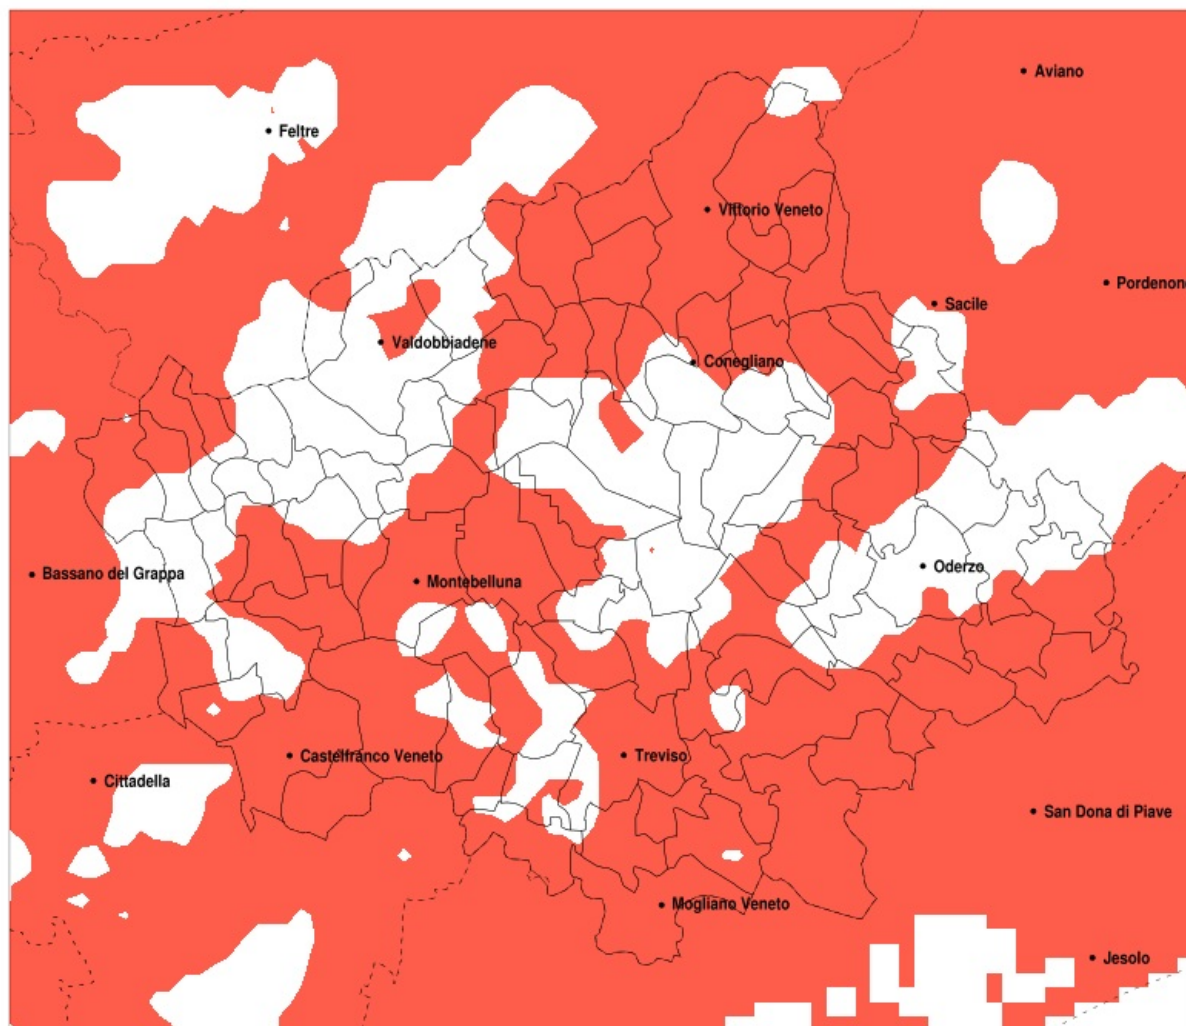 Aviano
Feltre
Vittorio Veneto
Pordenon
Sacile
Valdobbiadene
Conegliano
Bassano del Grappa
Oderzo
Montebelluna
Castelfranco Veneto
Treviso
Cittadella
San Dona di Piave
Mogliano Veneto
Jesolo